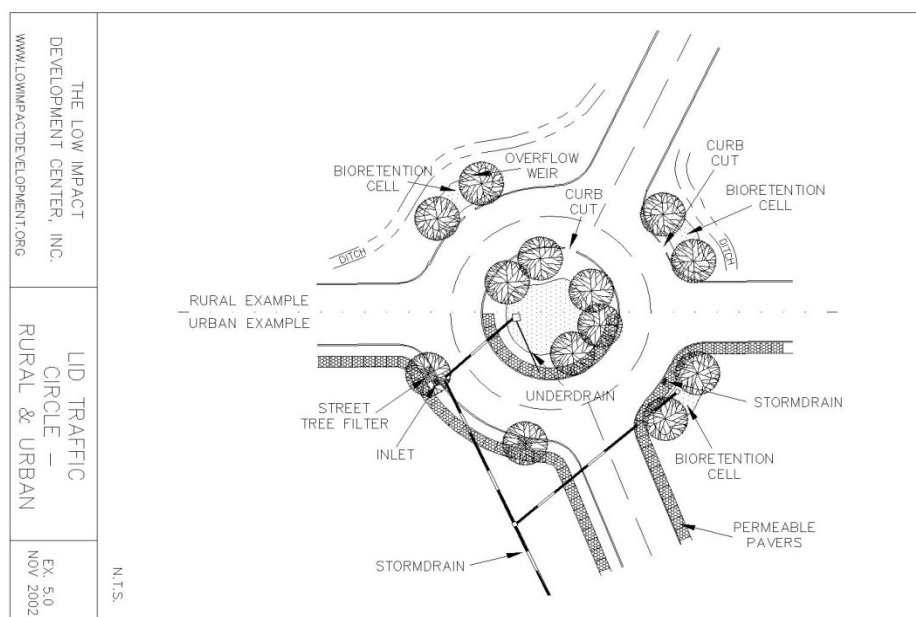 THE LOW IMPACT
DEVELOPMENT CENTER, INC.
WWW.LOWIMPACTDEVELOPMENT.ORG
LID TRAFFIC
CIRCLE –
RURAL & URBAN
EX. 5.0
NOV 2002
N.T.S.
OVERFLOW
WEIR
BIORETENTION
CELL
CURB
CUT
CURB
CUT
BIORETENTION
CELL
DITCH
DITCH
RURAL EXAMPLE
URBAN EXAMPLE
UNDERDRAIN
STREET
TREE FILTER
INLET
STORMDRAIN
BIORETENTION
CELL
PERMEABLE
PAVERS
STORMDRAIN